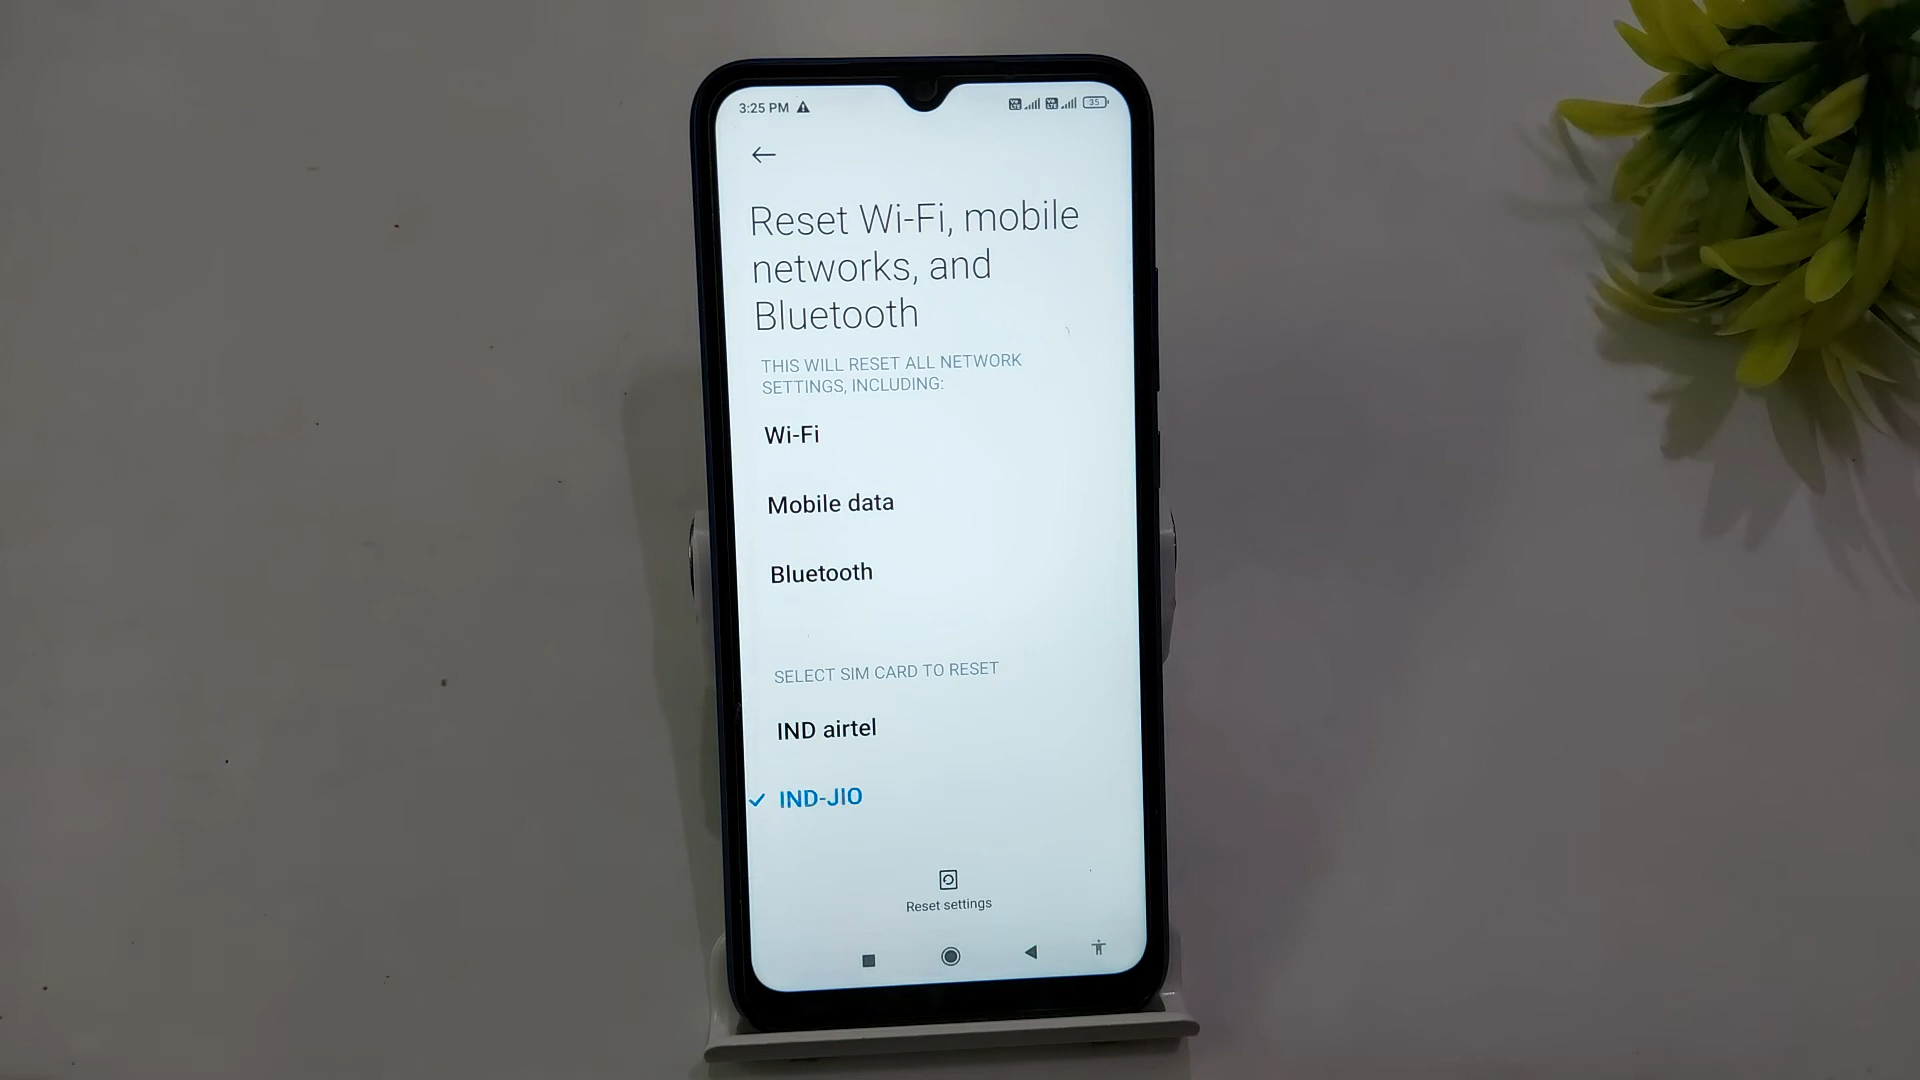 3:25 PM
35
Reset Wi-Fi, mobile
networks, and
Bluetooth
THIS WILL RESET ALL NETWORK
SETTINGS, INCLUDING:
Wi-Fi
Mobile data
Bluetooth
SELECT SIM CARD TO RESET
IND airtel
IND-JIO
Reset settings